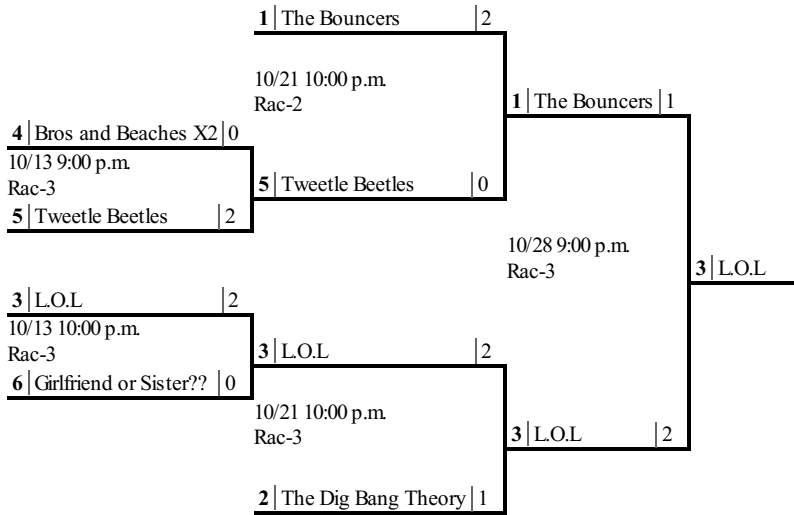 1 The Bouncers 2
10/21 10:00 p.m.
Rac-2
1 The Bouncers 1
4 Bros and Beaches X2 0
10/13 9:00 p.m.
Rac-3
5 Tweetle Beetles 0
5 Tweetle Beetles 2
10/28 9:00 p.m.
Rac-3
3 L.O.L
3 L.O.L 2
10/13 10:00 p.m.
Rac-3
3 L.O.L 2
6 Girlfriend or Sister?? 0
10/21 10:00 p.m.
Rac-3
3 L.O.L 2
2 The Dig Bang Theory 1